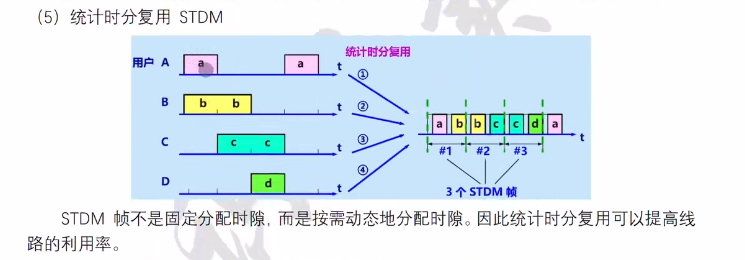 (5) 统计时分复用 STDM
统计时分复用
用户 A a a t ①
B b b t ②
C c c t ③
D d t ④
a b b c c d a t
#1 #2 #3
3 个 STDM 帧
STDM 帧不是固定分配时隙，而是按需动态地分配时隙。因此统计时分复用可以提高线
路的利用率。